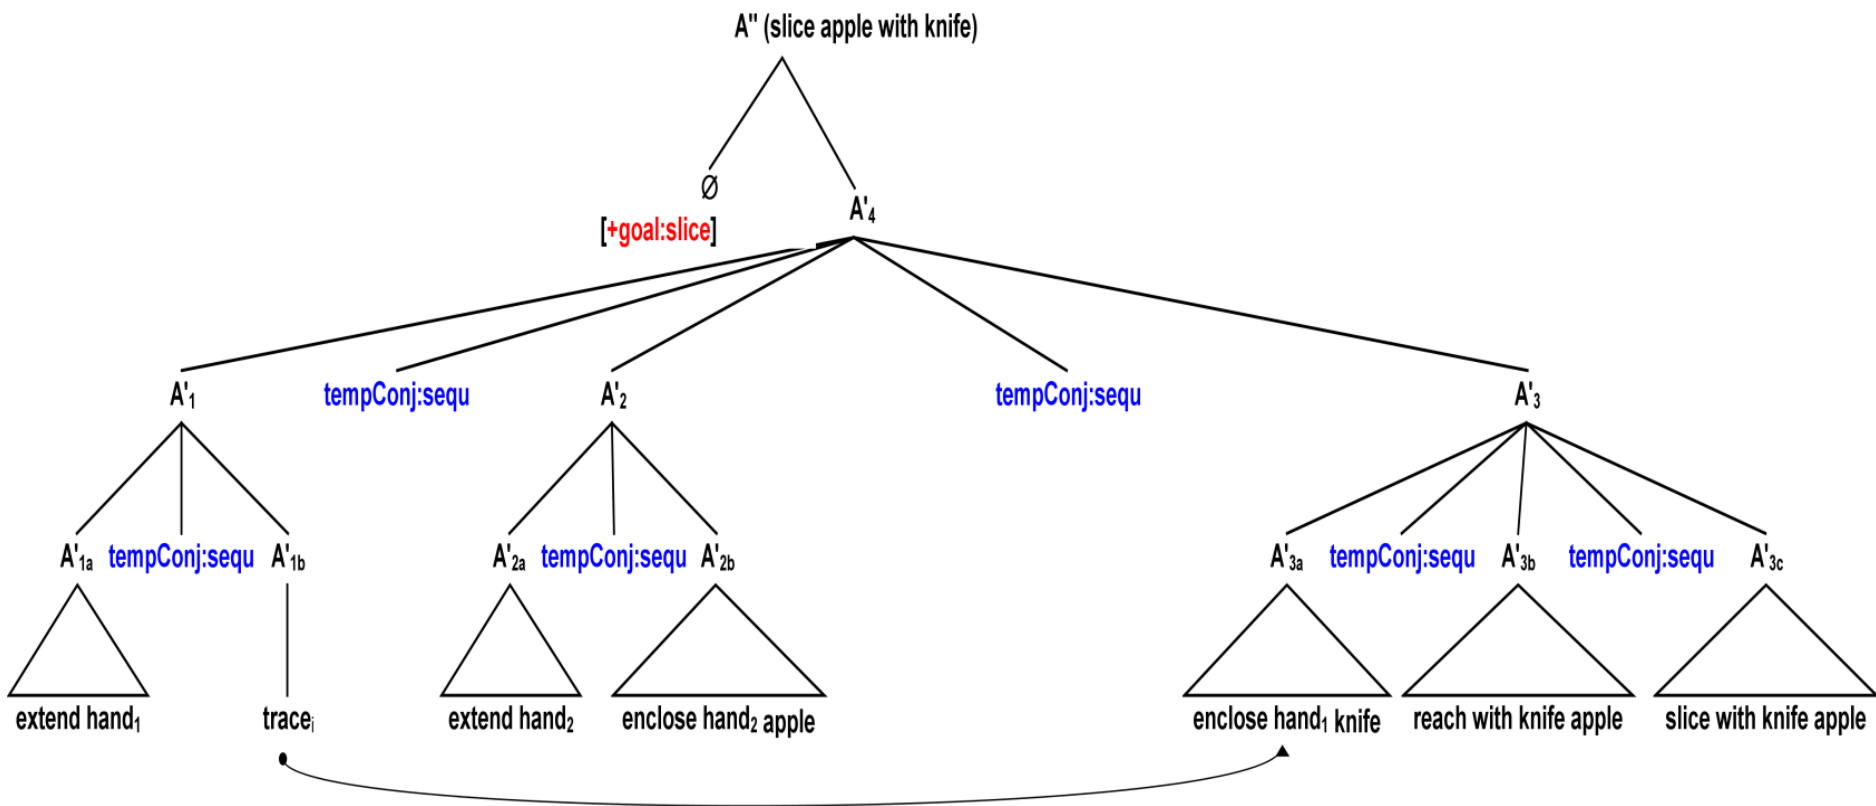 A'' (slice apple with knife)
Ø
[+goal:slice]
A'₄
A'₁ tempConj:sequ A'₂ tempConj:sequ A'₃
A'₁a tempConj:sequ A'₁b A'₂a tempConj:sequ A'₂b A'₃a tempConj:sequ A'₃b tempConj:sequ A'₃c
extend hand₁ traceᵢ extend hand₂ enclose hand₂ apple enclose hand₁ knife reach with knife apple slice with knife apple